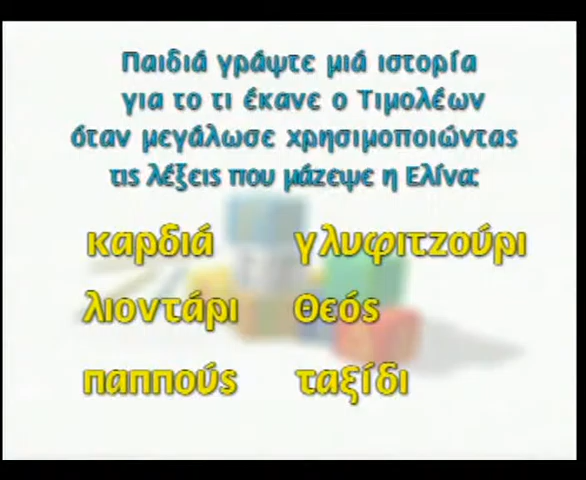 Παιδιά γράψτε μιά ιστορία
για το τι έκανε ο Τιμολέων
όταν μεγάλωσε χρησιμοποιώντας
τις λέξεις που μάζεψε η Ελίνα:
καρδιά γλυφιτζούρι
λιοντάρι Θεός
παππούς ταξίδι